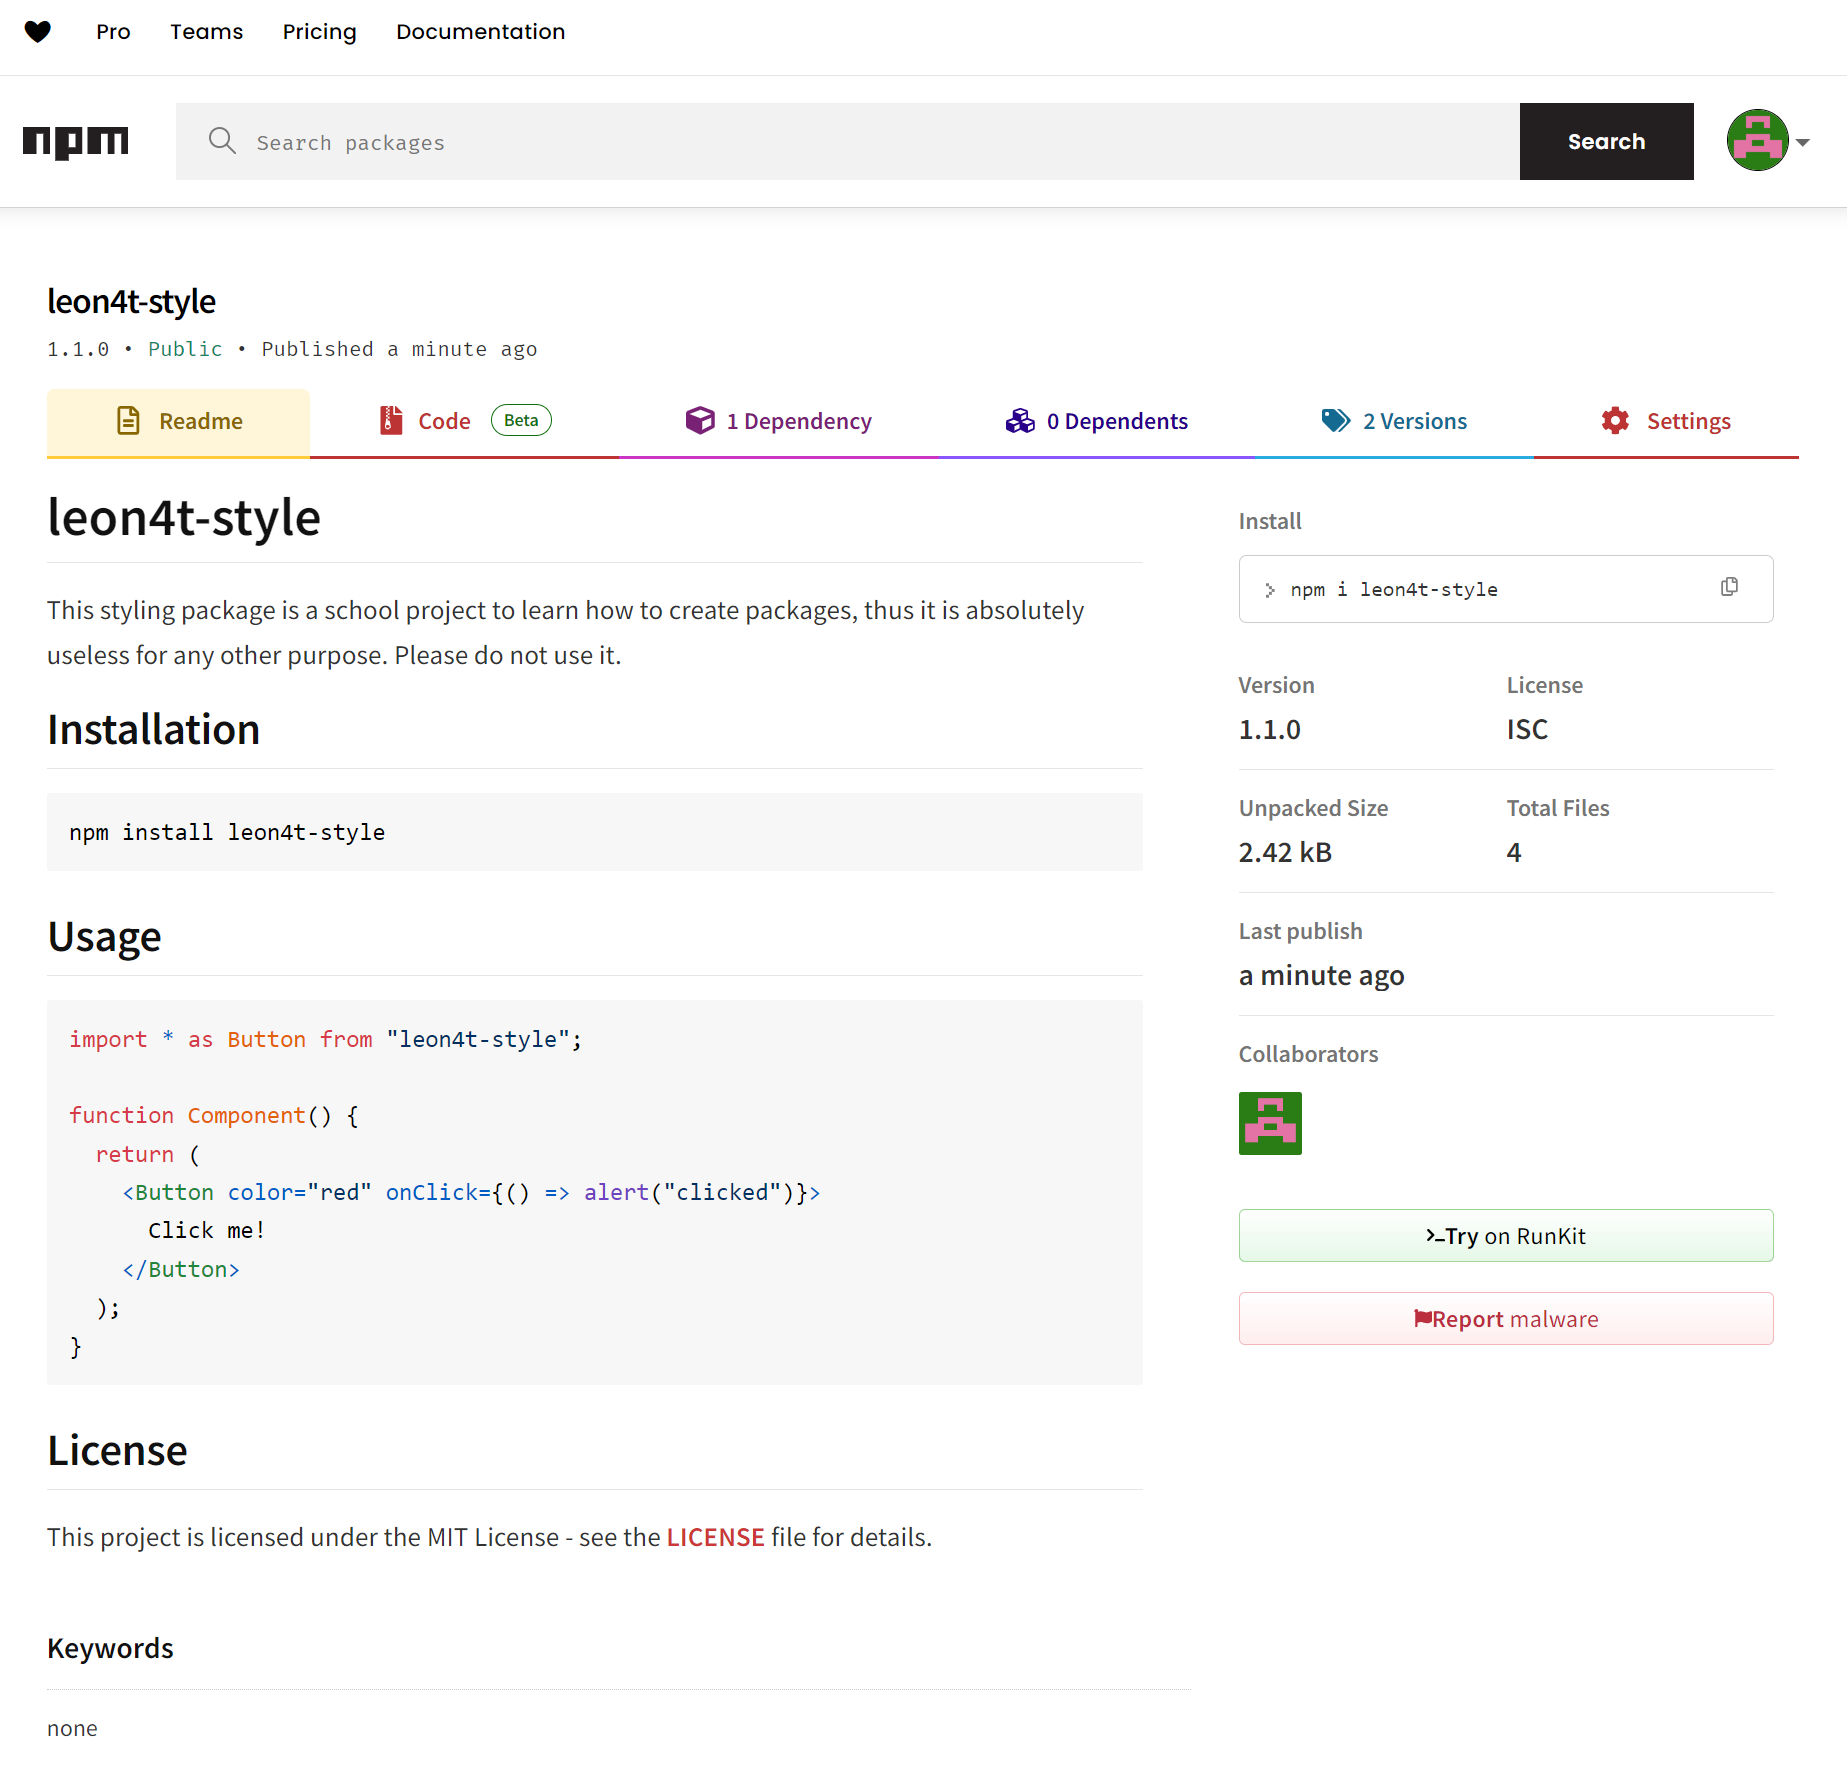 Pro Teams Pricing Documentation
npm Search packages Search
leon4t-style
1.1.0 • Public • Published a minute ago
Readme Code Beta 1 Dependency 0 Dependents 2 Versions Settings
leon4t-style
This styling package is a school project to learn how to create packages, thus it is absolutely
useless for any other purpose. Please do not use it.
Installation
npm install leon4t-style
Usage
import * as Button from "leon4t-style";
function Component() {
  return (
    <Button color="red" onClick={() => alert("clicked")}>
      Click me!
    </Button>
  );
}
License
This project is licensed under the MIT License - see the LICENSE file for details.
Keywords
none
Install
npm i leon4t-style
Version License
1.1.0 ISC
Unpacked Size Total Files
2.42 kB 4
Last publish
a minute ago
Collaborators
Try on RunKit
Report malware